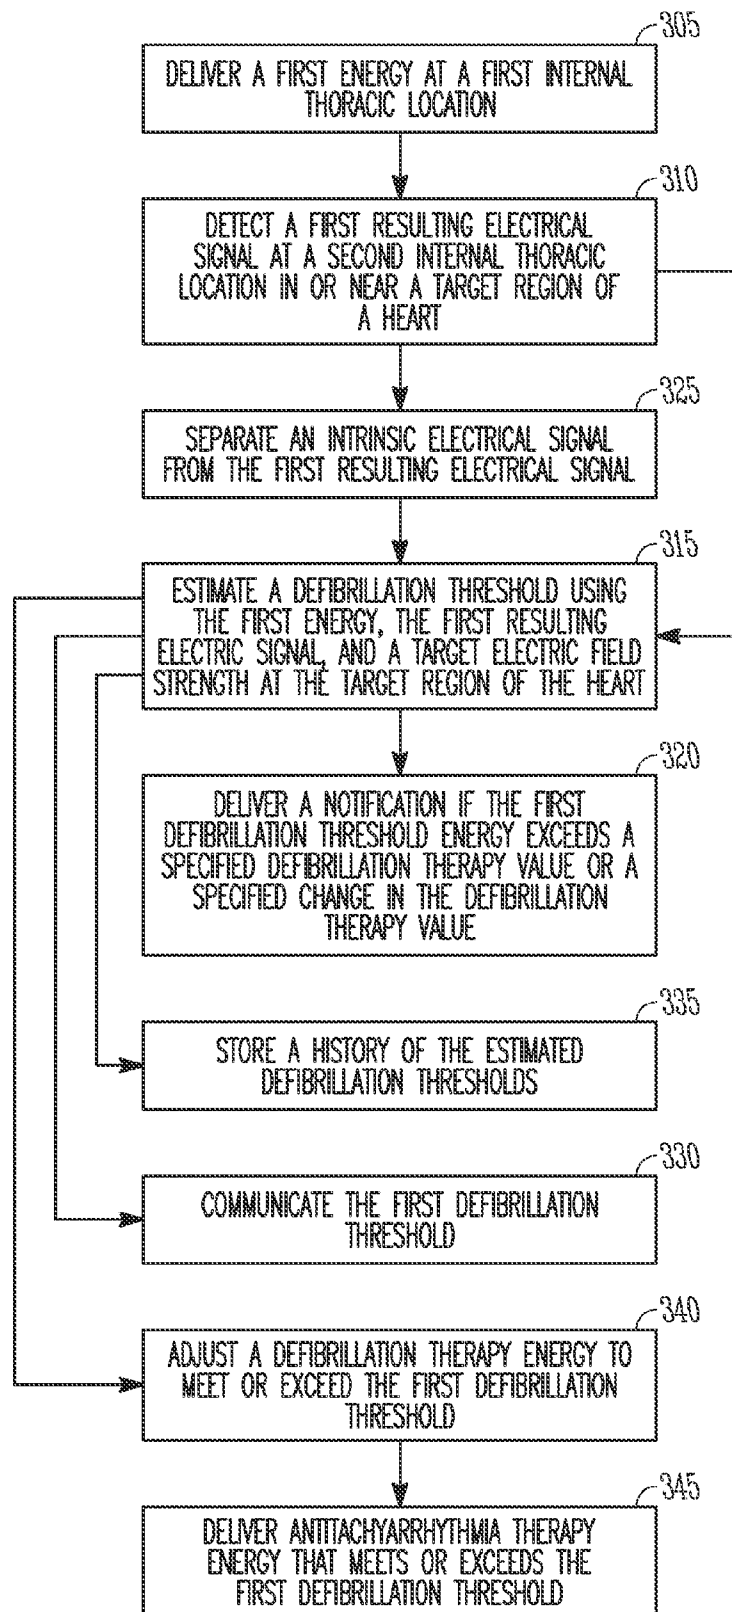 305
DELIVER A FIRST ENERGY AT A FIRST INTERNAL
THORACIC LOCATION
310
DETECT A FIRST RESULTING ELECTRICAL
SIGNAL AT A SECOND INTERNAL THORACIC
LOCATION IN OR NEAR A TARGET REGION OF
A HEART
325
SEPARATE AN INTRINSIC ELECTRICAL SIGNAL
FROM THE FIRST RESULTING ELECTRICAL SIGNAL
315
ESTIMATE A DEFIBRILLATION THRESHOLD USING
THE FIRST ENERGY, THE FIRST RESULTING
ELECTRIC SIGNAL, AND A TARGET ELECTRIC FIELD
STRENGTH AT THE TARGET REGION OF THE HEART
320
DELIVER A NOTIFICATION IF THE FIRST
DEFIBRILLATION THRESHOLD ENERGY EXCEEDS A
SPECIFIED DEFIBRILLATION THERAPY VALUE OR A
SPECIFIED CHANGE IN THE DEFIBRILLATION
THERAPY VALUE
335
STORE A HISTORY OF THE ESTIMATED
DEFIBRILLATION THRESHOLDS
330
COMMUNICATE THE FIRST DEFIBRILLATION
THRESHOLD
340
ADJUST A DEFIBRILLATION THERAPY ENERGY TO
MEET OR EXCEED THE FIRST DEFIBRILLATION
THRESHOLD
345
DELIVER ANTITACHYARRHYTHMIA THERAPY
ENERGY THAT MEETS OR EXCEEDS THE
FIRST DEFIBRILLATION THRESHOLD